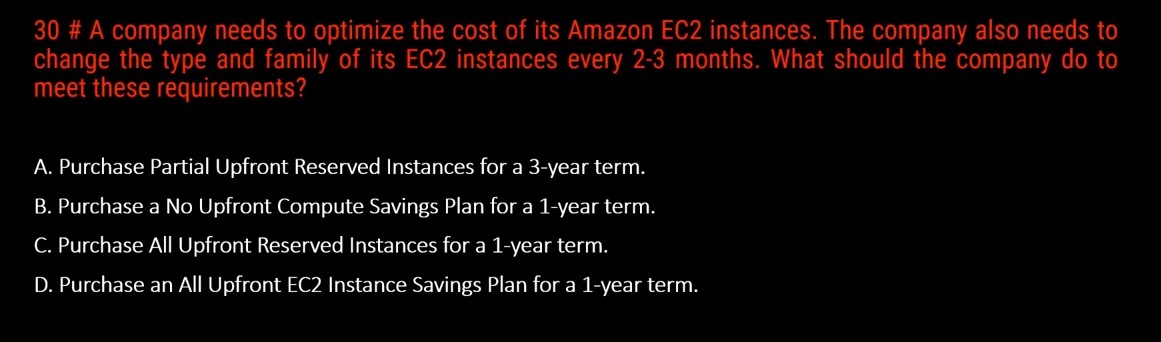 30 # A company needs to optimize the cost of its Amazon EC2 instances. The company also needs to
change the type and family of its EC2 instances every 2-3 months. What should the company do to
meet these requirements?
A. Purchase Partial Upfront Reserved Instances for a 3-year term.
B. Purchase a No Upfront Compute Savings Plan for a 1-year term.
C. Purchase All Upfront Reserved Instances for a 1-year term.
D. Purchase an All Upfront EC2 Instance Savings Plan for a 1-year term.